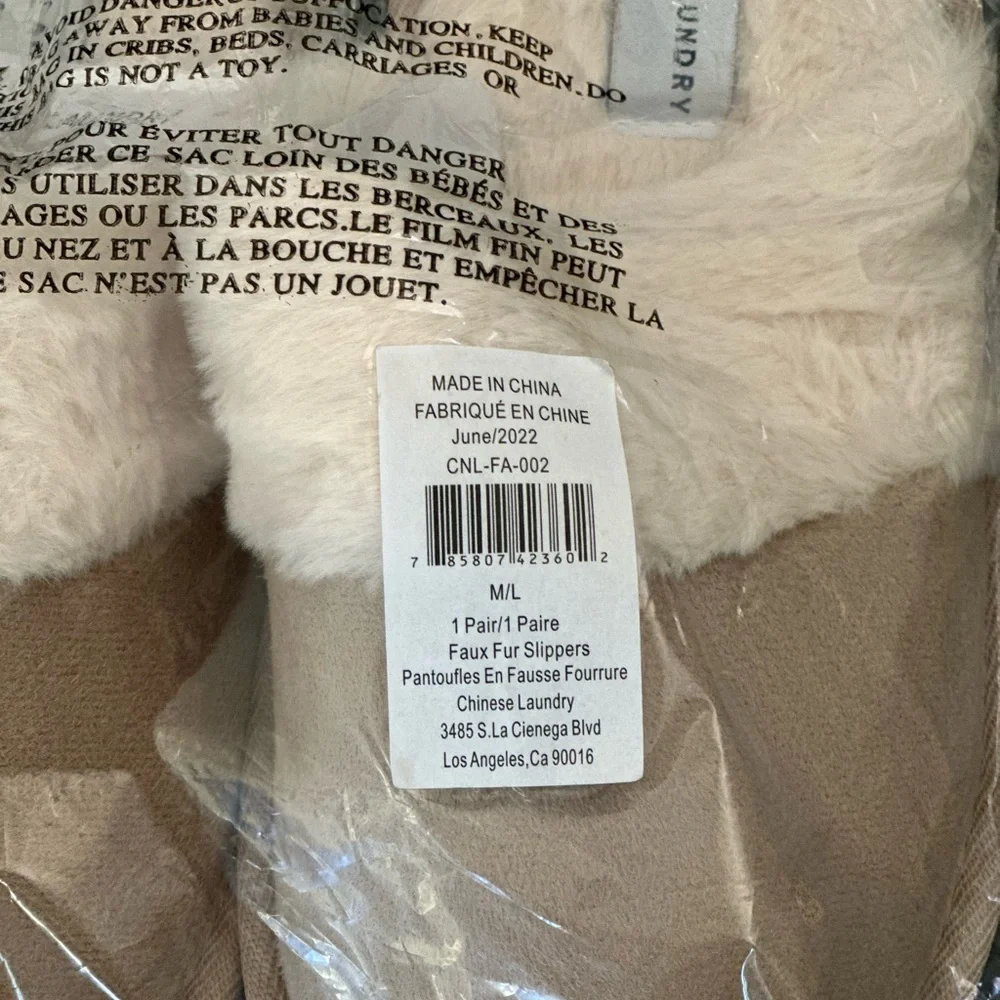 AVOID DANGER OF SUFFOCATION, KEEP
AWAY FROM BABIES AND CHILDREN. DO
IN CRIBS, BEDS, CARRIAGES OR
G IS NOT A TOY.
POUR ÉVITER TOUT DANGER
CE SAC LOIN DES BÉBÉS ET DES
S UTILISER DANS LES BERCEAUX, LES
AGES OU LES PARCS.LE FILM FIN PEUT
U NEZ ET À LA BOUCHE ET EMPÊCHER LA
E SAC N'EST PAS UN JOUET.
UNDRY
MADE IN CHINA
FABRIQUÉ EN CHINE
June/2022
CNL-FA-002
7 85807 42360 2
M/L
1 Pair/1 Paire
Faux Fur Slippers
Pantoufles En Fausse Fourrure
Chinese Laundry
3485 S.La Cienega Blvd
Los Angeles,Ca 90016